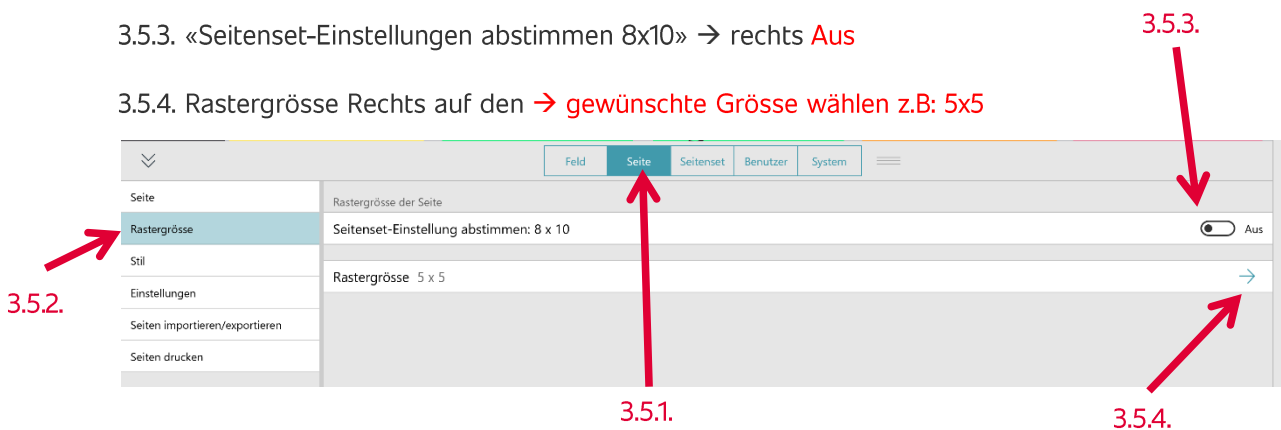 3.5.3.
3.5.3. «Seitenset-Einstellungen abstimmen 8x10» → rechts Aus
3.5.4. Rastergrösse Rechts auf den → gewünschte Grösse wählen z.B: 5x5
Feld Seite Seitenset Benutzer System
Seite
Rastergrösse der Seite
Rastergrösse
Seitenset-Einstellung abstimmen: 8 x 10 Aus
Stil
Rastergrösse 5 x 5 →
Einstellungen
3.5.2.
Seiten importieren/exportieren
Seiten drucken
3.5.1.
3.5.4.